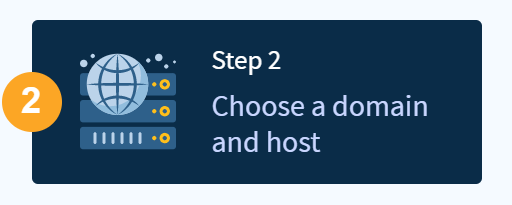 2
Step 2
Choose a domain
and host